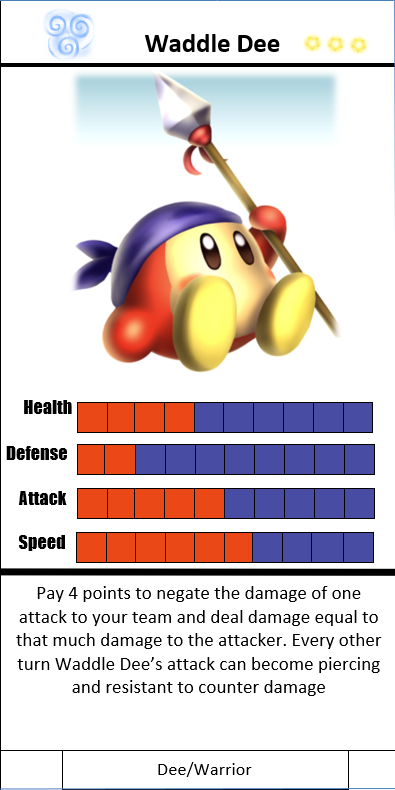 Waddle Dee
Health
Defense
Attack
Speed
Pay 4 points to negate the damage of one
attack to your team and deal damage equal to
that much damage to the attacker. Every other
turn Waddle Dee’s attack can become piercing
and resistant to counter damage
Dee/Warrior